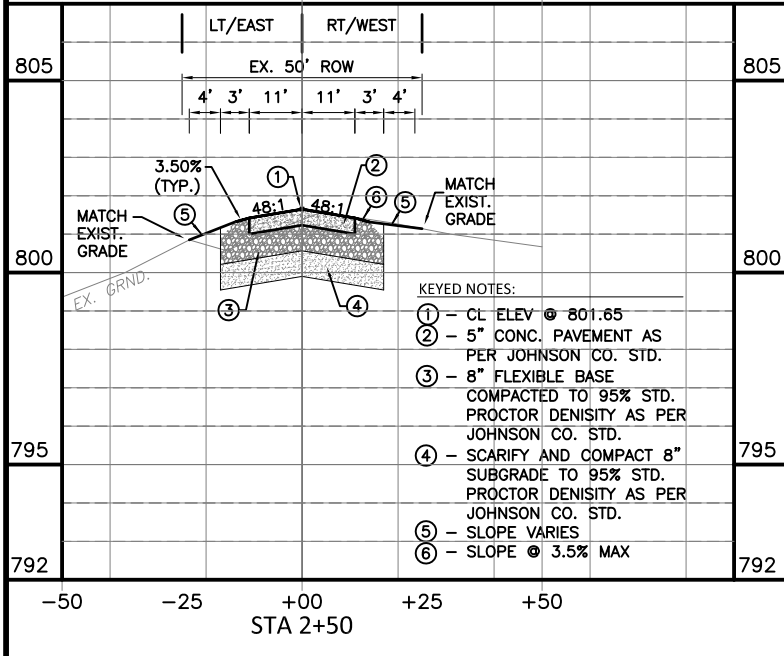 LT/EAST RT/WEST
805 805
EX. 50' ROW
4' 3' 11' 11' 3' 4'
3.50%
(TYP.)
1 2
48:1 48:1
6 5
MATCH
EXIST.
GRADE
5
MATCH
EXIST.
GRADE
800 800
EX. GRND.
3 4
KEYED NOTES:
1 - CL ELEV @ 801.65
2 - 5" CONC. PAVEMENT AS
PER JOHNSON CO. STD.
3 - 8" FLEXIBLE BASE
COMPACTED TO 95% STD.
PROCTOR DENISITY AS PER
JOHNSON CO. STD.
4 - SCARIFY AND COMPACT 8"
SUBGRADE TO 95% STD.
PROCTOR DENISITY AS PER
JOHNSON CO. STD.
5 - SLOPE VARIES
6 - SLOPE @ 3.5% MAX
795 795
792 792
-50 -25 +00 +25 +50
STA 2+50